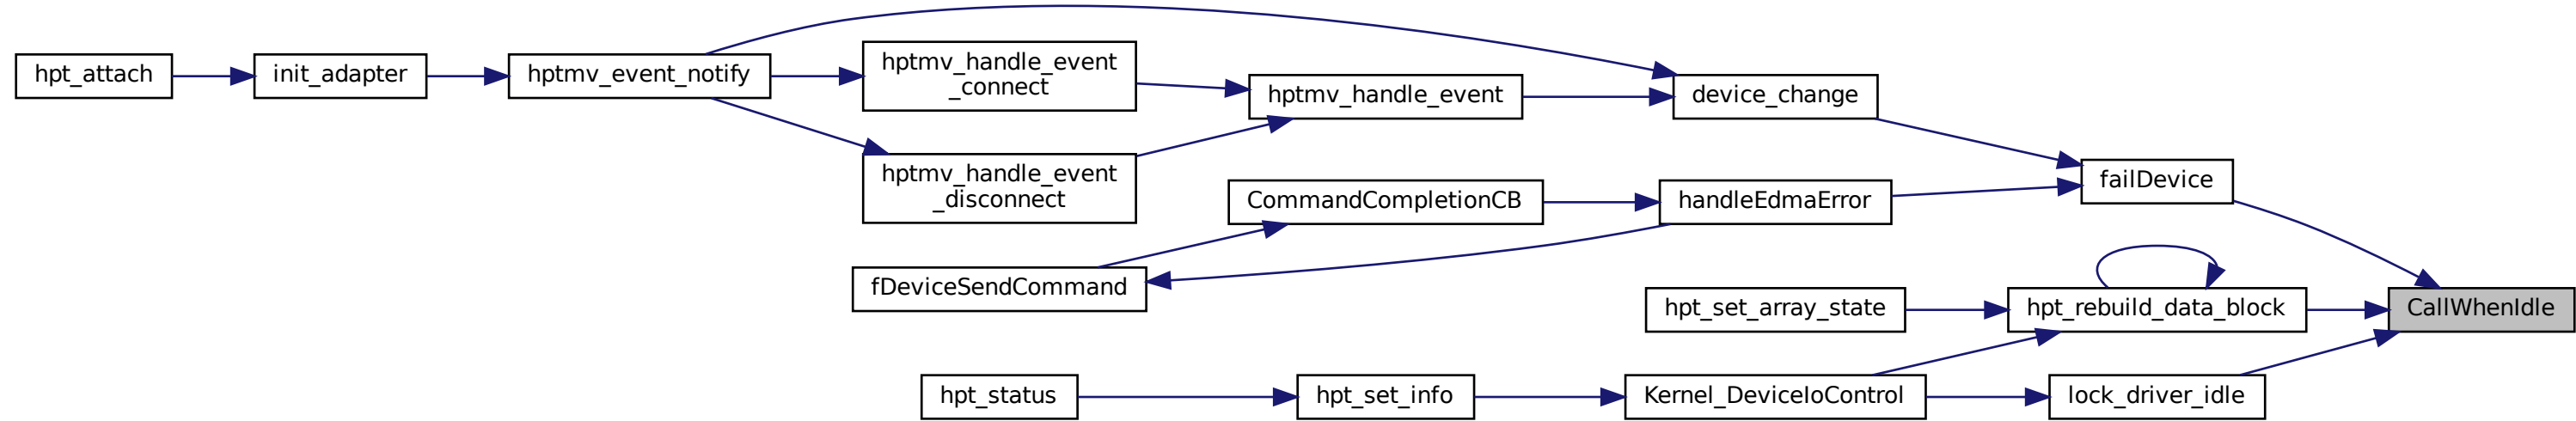 hpt_attach
init_adapter
hptmv_event_notify
hptmv_handle_event
_connect
hptmv_handle_event
_disconnect
hptmv_handle_event
device_change
CommandCompletionCB
handleEdmaError
failDevice
fDeviceSendCommand
hpt_set_array_state
hpt_rebuild_data_block
CallWhenIdle
hpt_status
hpt_set_info
Kernel_DeviceIoControl
lock_driver_idle